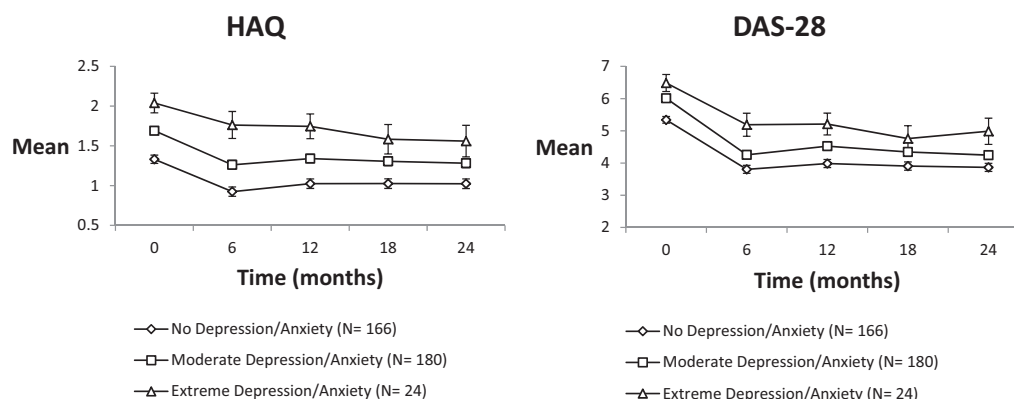 HAQ
2.5
2
1.5
1
0.5
Mean
0
6
12
18
24
Time (months)
No Depression/Anxiety (N= 166)
Moderate Depression/Anxiety (N= 180)
Extreme Depression/Anxiety (N= 24)
DAS-28
7
6
5
4
3
2
Mean
0
6
12
18
24
Time (months)
No Depression/Anxiety (N= 166)
Moderate Depression/Anxiety (N= 180)
Extreme Depression/Anxiety (N= 24)